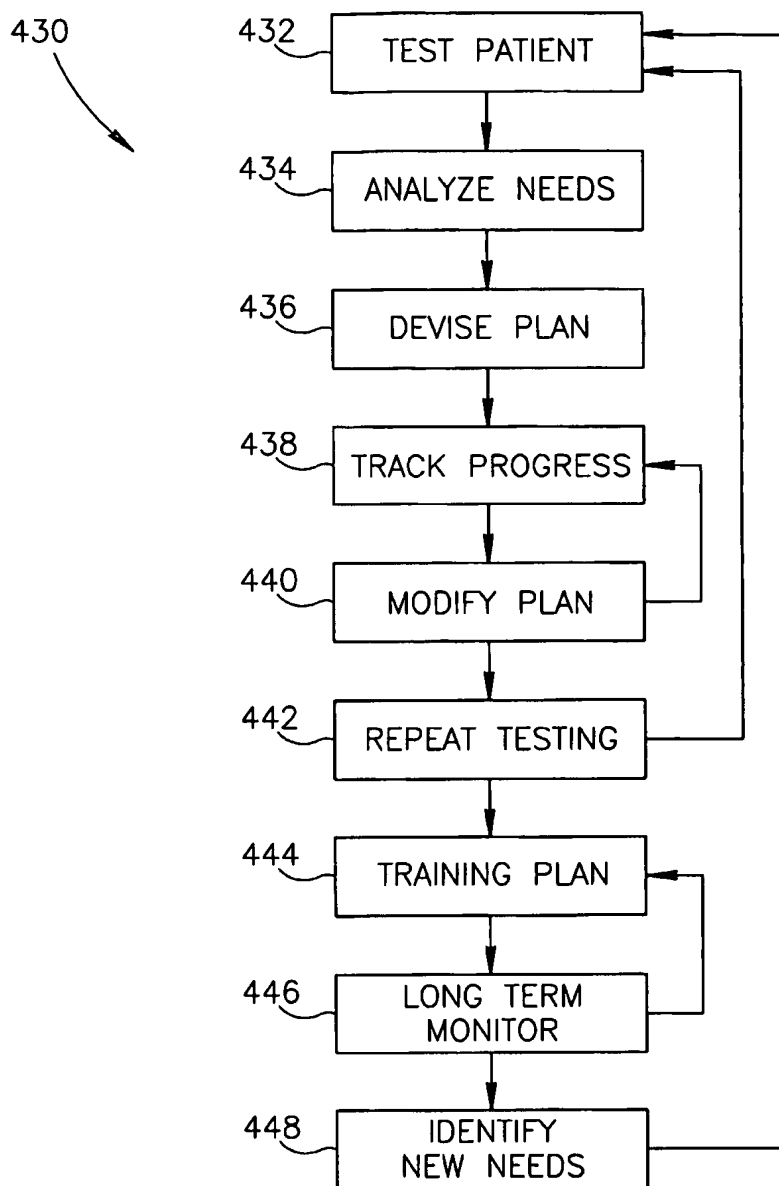 430
432
TEST PATIENT
434
ANALYZE NEEDS
436
DEVISE PLAN
438
TRACK PROGRESS
440
MODIFY PLAN
442
REPEAT TESTING
444
TRAINING PLAN
446
LONG TERM
MONITOR
448
IDENTIFY
NEW NEEDS